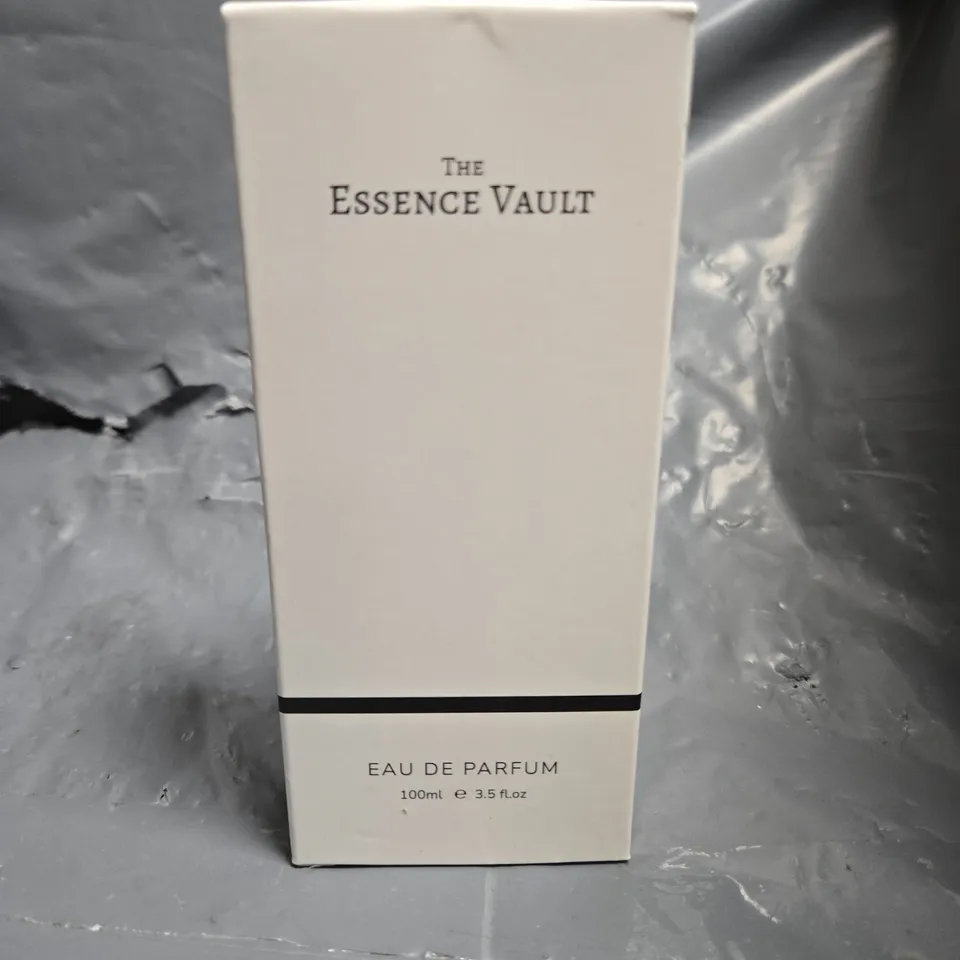 THE
ESSENCE VAULT
EAU DE PARFUM
100ml ℮ 3.5 fl.oz